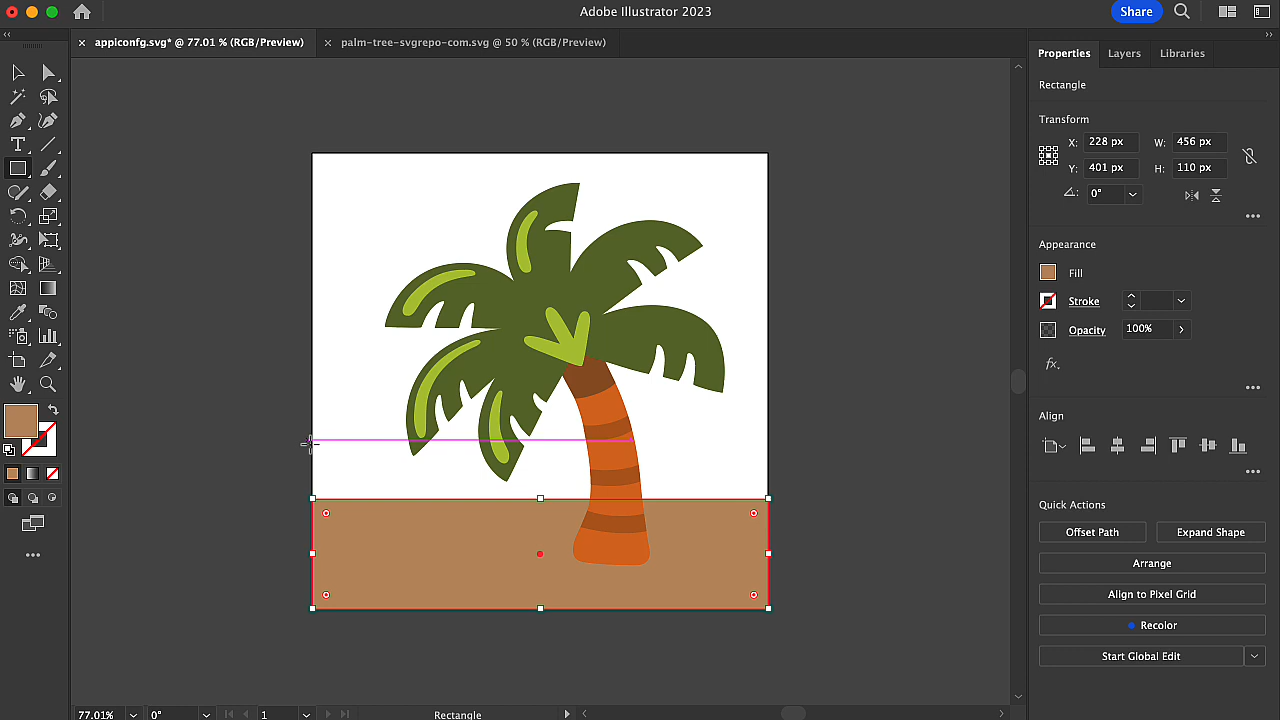 Adobe Illustrator 2023
Share
appiconfg.svg* @ 77.01 % (RGB/Preview)
palm-tree-svgrepo-com.svg @ 50 % (RGB/Preview)
Properties
Layers
Libraries
Rectangle
Transform
X: 228 px
W: 456 px
Y: 401 px
H: 110 px
0°
Appearance
Fill
Stroke
Opacity
100%
fx.
Align
Quick Actions
Offset Path
Expand Shape
Arrange
Align to Pixel Grid
Recolor
Start Global Edit
77.01%
0°
1
Rectangle